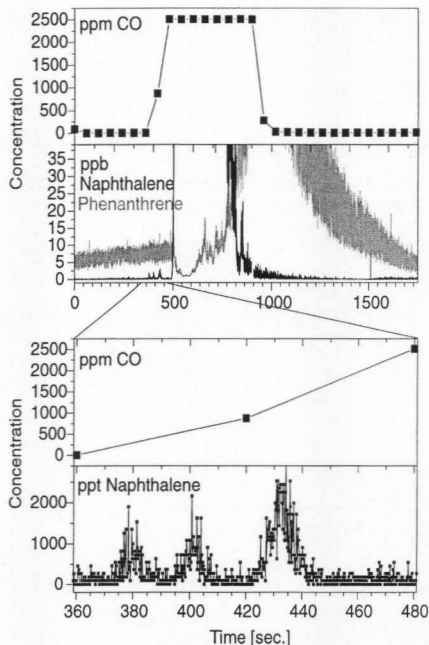 ppm CO
2500
2000
1500
1000
500
0
Concentration
ppb
Naphthalene
Phenanthrene
35
30
25
20
15
10
5
0
0 500 1000 1500
ppm CO
2500
2000
1500
1000
500
0
Concentration
ppt Naphthalene
2000
1000
0
360 380 400 420 440 460 480
Time [sec.]